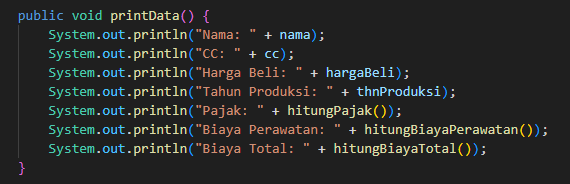 public void printData() {
System.out.println("Nama: " + nama);
System.out.println("CC: " + cc);
System.out.println("Harga Beli: " + hargaBeli);
System.out.println("Tahun Produksi: " + thnProduksi);
System.out.println("Pajak: " + hitungPajak());
System.out.println("Biaya Perawatan: " + hitungBiayaPerawatan());
System.out.println("Biaya Total: " + hitungBiayaTotal());
}